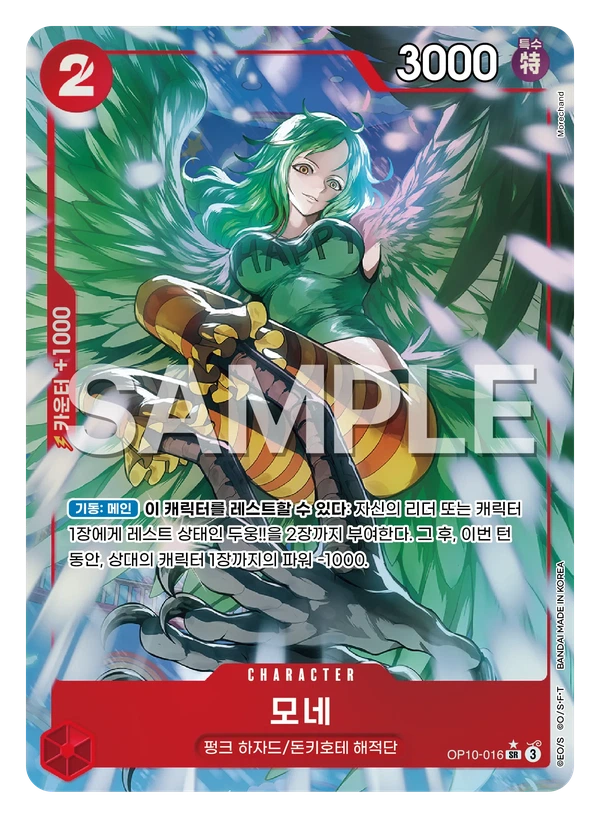 2
3000
특수
特
Morechand
HAPPY
카운터 +1000
SAMPLE
기동: 메인 이 캐릭터를 레스트할 수 있다: 자신의 리더 또는 캐릭터
1장에게 레스트 상태인 두웅!!을 2장까지 부여한다. 그 후, 이번 턴
동안, 상대의 캐릭터 1장까지의 파워 -1000.
CHARACTER
모네
펑크 하자드/돈키호테 해적단
OP10-016 SR 3
©EO/S ©O/S·F·T BANDAI MADE IN KOREA